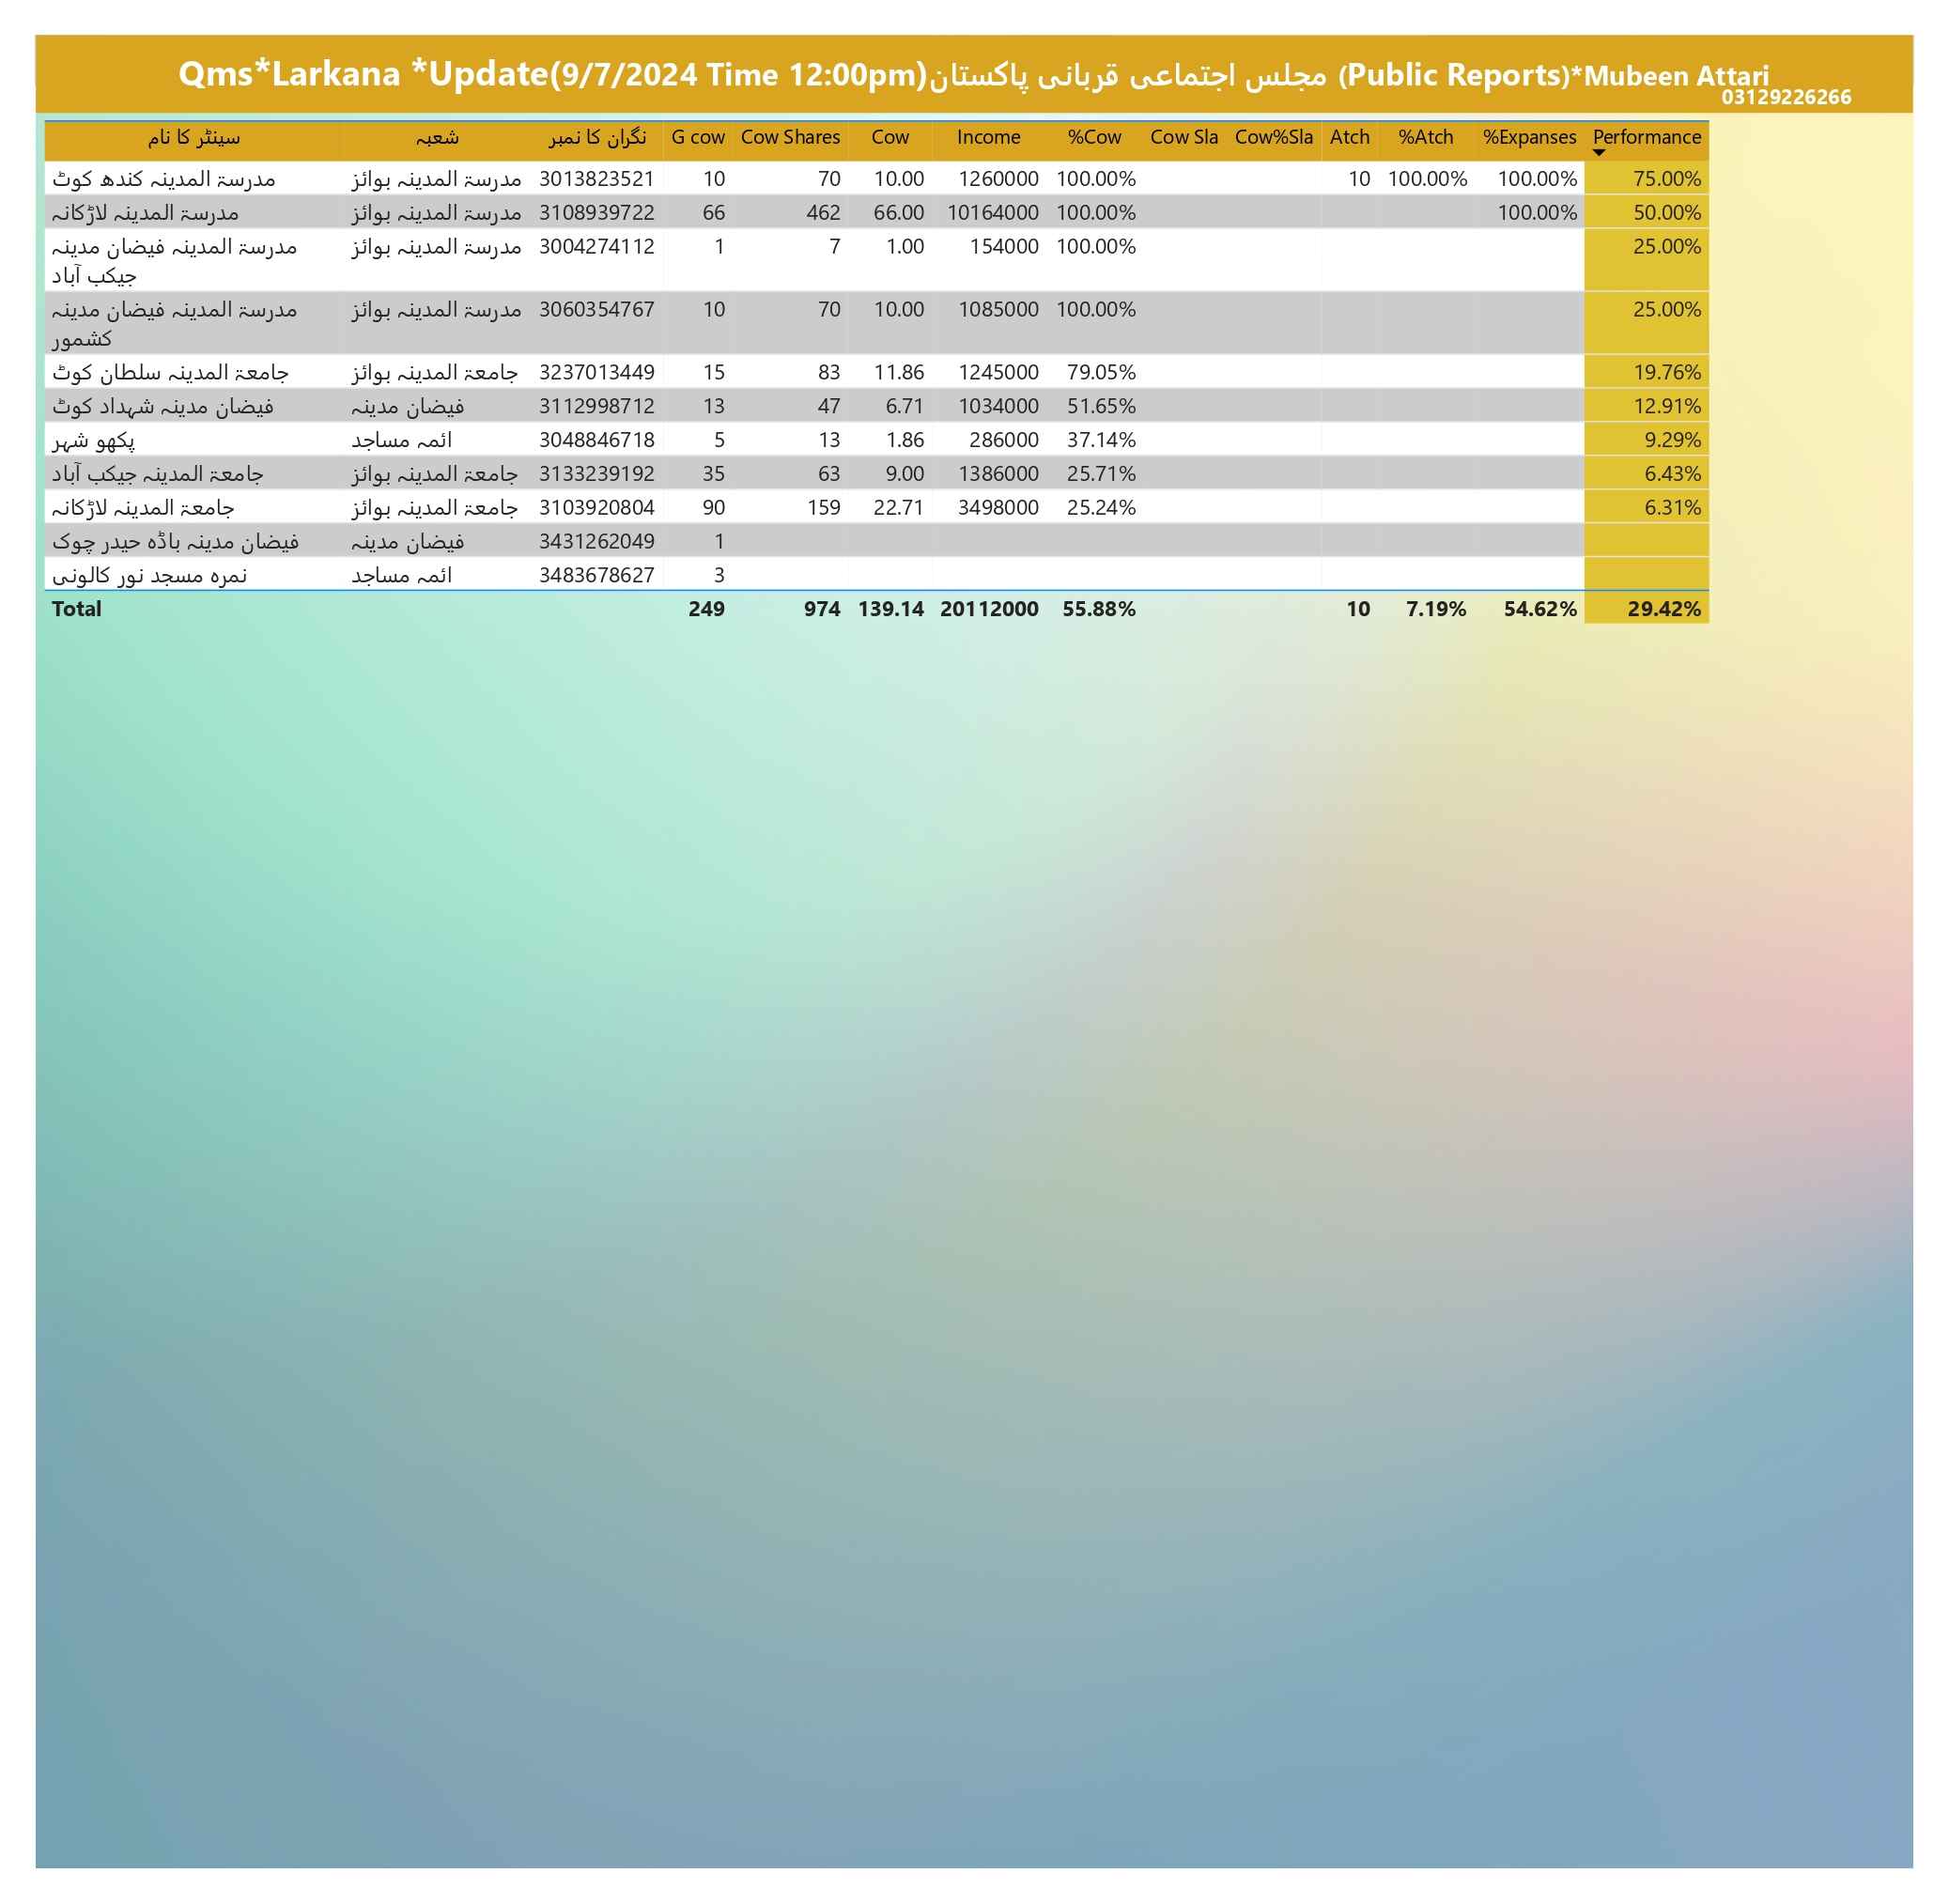 Qms*Larkana *Update(9/7/2024 Time 12:00pm)مجلس اجتماعی قربانی پاکستان (Public Reports)*Mubeen Attari
03129226266
سینٹر کا نام شعبہ نگران کا نمبر G cow Cow Shares Cow Income %Cow Cow Sla Cow%Sla Atch %Atch %Expanses Performance
مدرسۃ المدینہ کندھ کوٹ مدرسۃ المدینہ بوائز 3013823521 10 70 10.00 1260000 100.00% 10 100.00% 100.00% 75.00%
مدرسۃ المدینہ لاڑکانہ مدرسۃ المدینہ بوائز 3108939722 66 462 66.00 10164000 100.00% 100.00% 50.00%
مدرسۃ المدینہ فیضان مدینہ مدرسۃ المدینہ بوائز 3004274112 1 7 1.00 154000 100.00% 25.00%
جیکب آباد
مدرسۃ المدینہ فیضان مدینہ مدرسۃ المدینہ بوائز 3060354767 10 70 10.00 1085000 100.00% 25.00%
کشمور
جامعۃ المدینہ سلطان کوٹ جامعۃ المدینہ بوائز 3237013449 15 83 11.86 1245000 79.05% 19.76%
فیضان مدینہ شہداد کوٹ فیضان مدینہ 3112998712 13 47 6.71 1034000 51.65% 12.91%
پکھو شہر ائمہ مساجد 3048846718 5 13 1.86 286000 37.14% 9.29%
جامعۃ المدینہ جیکب آباد جامعۃ المدینہ بوائز 3133239192 35 63 9.00 1386000 25.71% 6.43%
جامعۃ المدینہ لاڑکانہ جامعۃ المدینہ بوائز 3103920804 90 159 22.71 3498000 25.24% 6.31%
فیضان مدینہ باڈہ حیدر چوک فیضان مدینہ 3431262049 1
نمرہ مسجد نور کالونی ائمہ مساجد 3483678627 3
Total 249 974 139.14 20112000 55.88% 10 7.19% 54.62% 29.42%